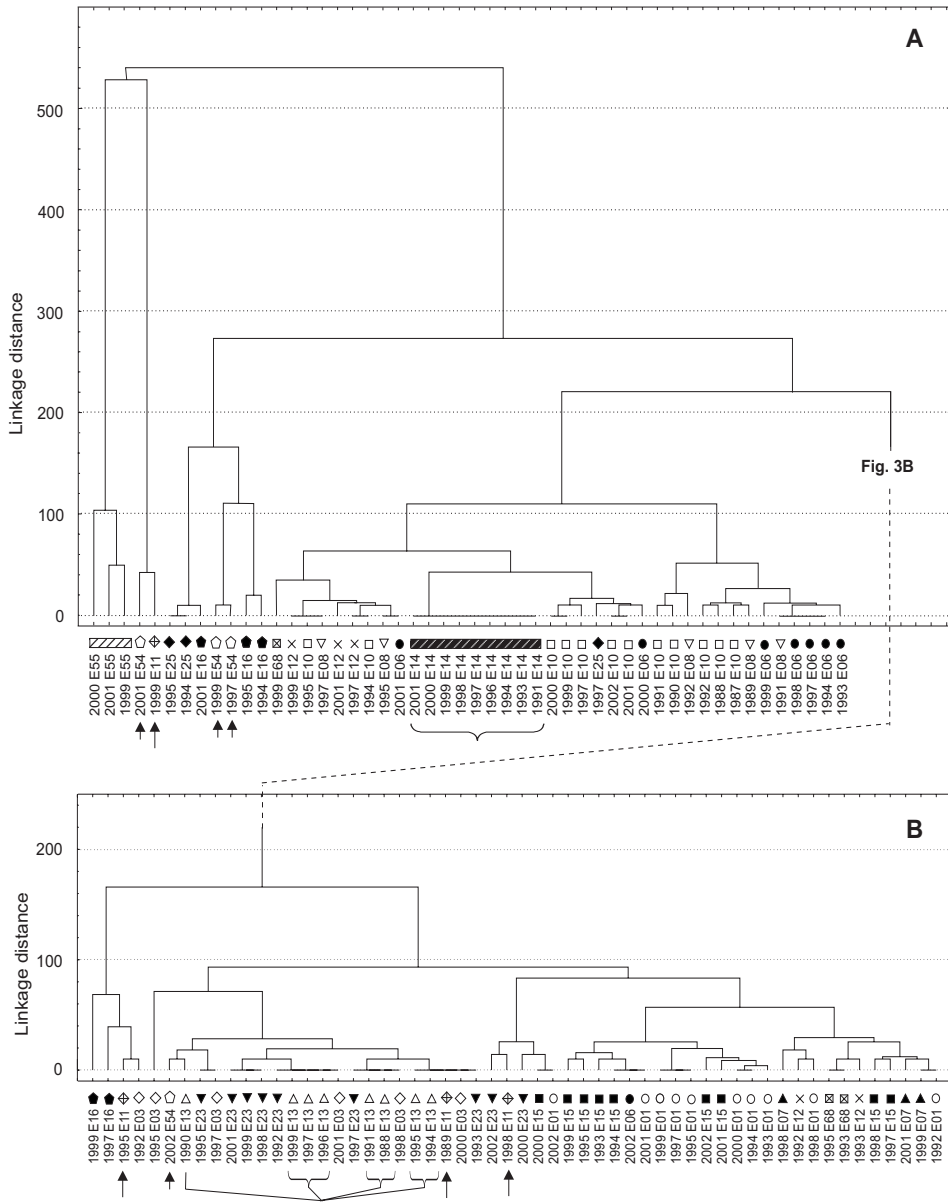 A
500
400
300
200
100
0
Linkage distance
Fig. 3B
2000 E55
2001 E55
1999 E55
2001 E54
1999 E11
1995 E25
1994 E25
2001 E16
1999 E54
1997 E54
1995 E16
1994 E16
1999 E68
1999 E12
1995 E10
1997 E08
2001 E12
1997 E12
1994 E10
1995 E08
2001 E06
2001 E14
2000 E14
1999 E14
1998 E14
1997 E14
1996 E14
1994 E14
1993 E14
1991 E14
2000 E10
1999 E10
1997 E10
1997 E25
2002 E10
2001 E10
2000 E06
1991 E10
1990 E10
1992 E08
1992 E10
1988 E10
1987 E10
1989 E08
1999 E06
1991 E08
1998 E06
1996 E06
1994 E06
1993 E06
B
200
100
0
Linkage distance
1999 E16
1997 E16
1995 E11
1992 E03
1995 E03
2002 E54
1990 E13
1995 E23
1997 E03
2001 E23
1999 E23
1998 E23
1992 E23
1999 E13
1997 E13
1996 E13
2001 E03
1997 E23
1991 E13
1988 E13
1998 E03
1995 E13
1994 E13
1989 E11
2000 E03
1993 E23
2002 E23
1998 E11
2000 E23
2000 E15
2002 E01
1999 E15
1995 E15
1993 E15
1994 E15
2002 E06
2001 E01
1999 E01
1997 E01
1995 E01
2002 E15
2001 E15
2000 E01
1994 E01
1993 E01
1998 E07
1992 E12
1998 E01
1995 E68
1993 E68
1993 E12
1998 E15
1997 E15
2001 E07
1999 E07
1992 E01